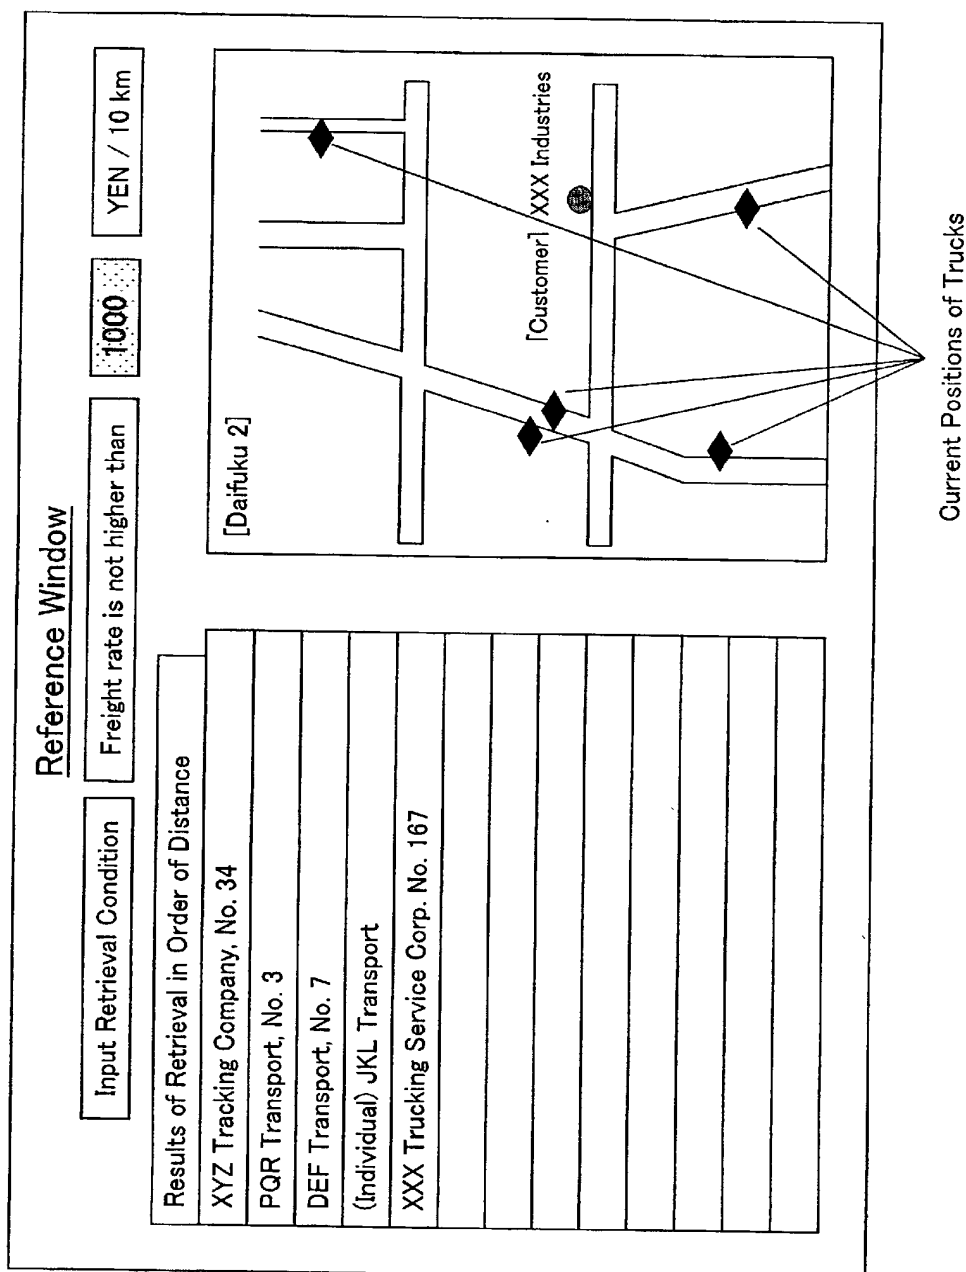 Reference Window
Input Retrieval Condition
Freight rate is not higher than
1000
YEN / 10 km
Results of Retrieval in Order of Distance
XYZ Tracking Company, No. 34
PQR Transport, No. 3
DEF Transport, No. 7
(Individual) JKL Transport
XXX Trucking Service Corp. No. 167
[Daifuku 2]
[Customer] XXX Industries
Current Positions of Trucks